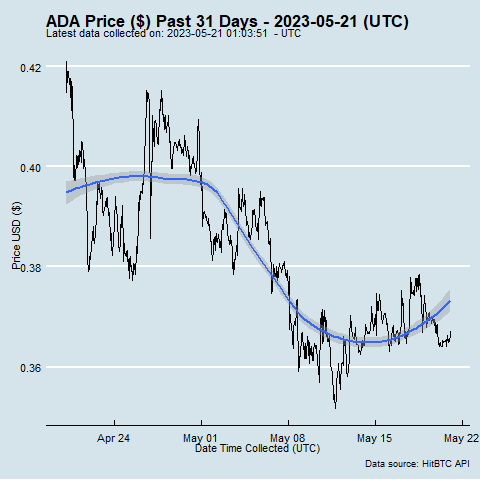 ADA Price ($) Past 31 Days - 2023-05-21 (UTC)
Latest data collected on: 2023-05-21 01:03:51 - UTC
0.42
0.40
0.38
0.36
Price USD ($)
Apr 24
May 01
May 08
May 15
May 22
Date Time Collected (UTC)
Data source: HitBTC API